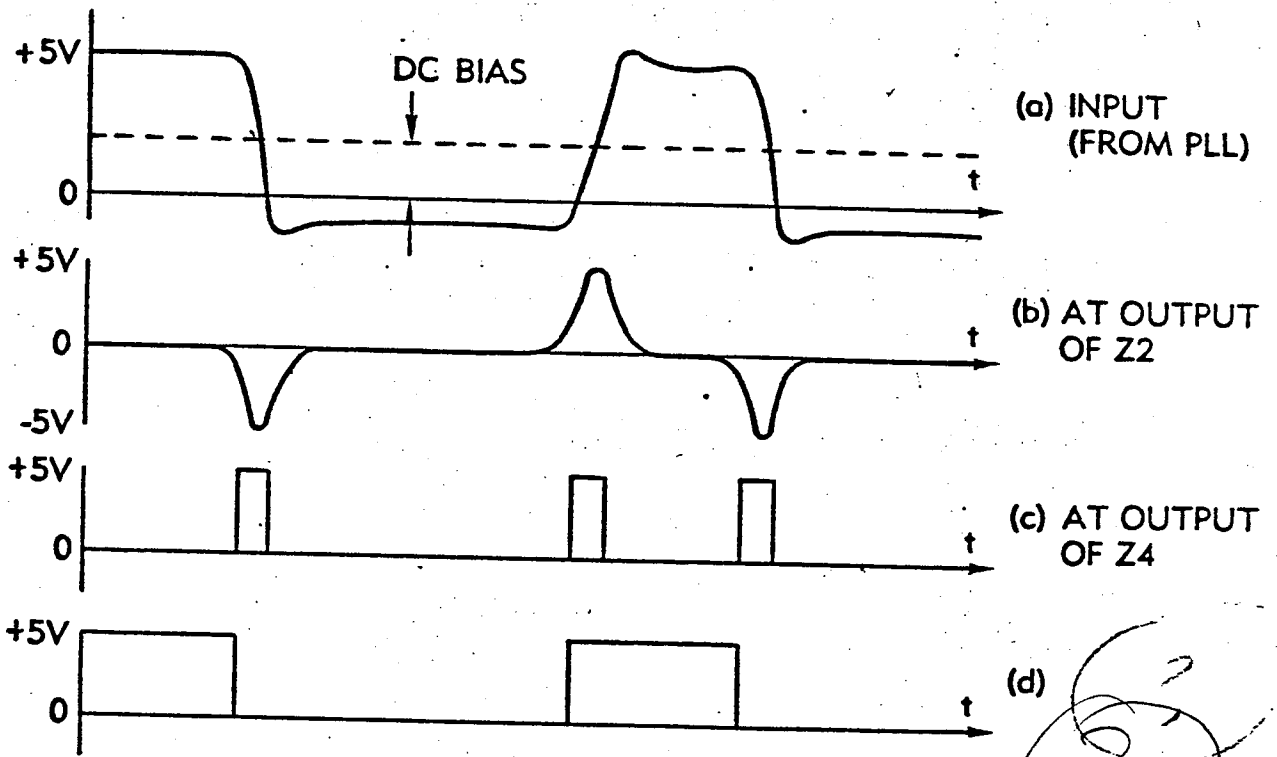 +5V
DC BIAS
0
t
(a) INPUT
(FROM PLL)
+5V
0
-5V
t
(b) AT OUTPUT
OF Z2
+5V
0
t
(c) AT OUTPUT
OF Z4
+5V
0
t
(d)